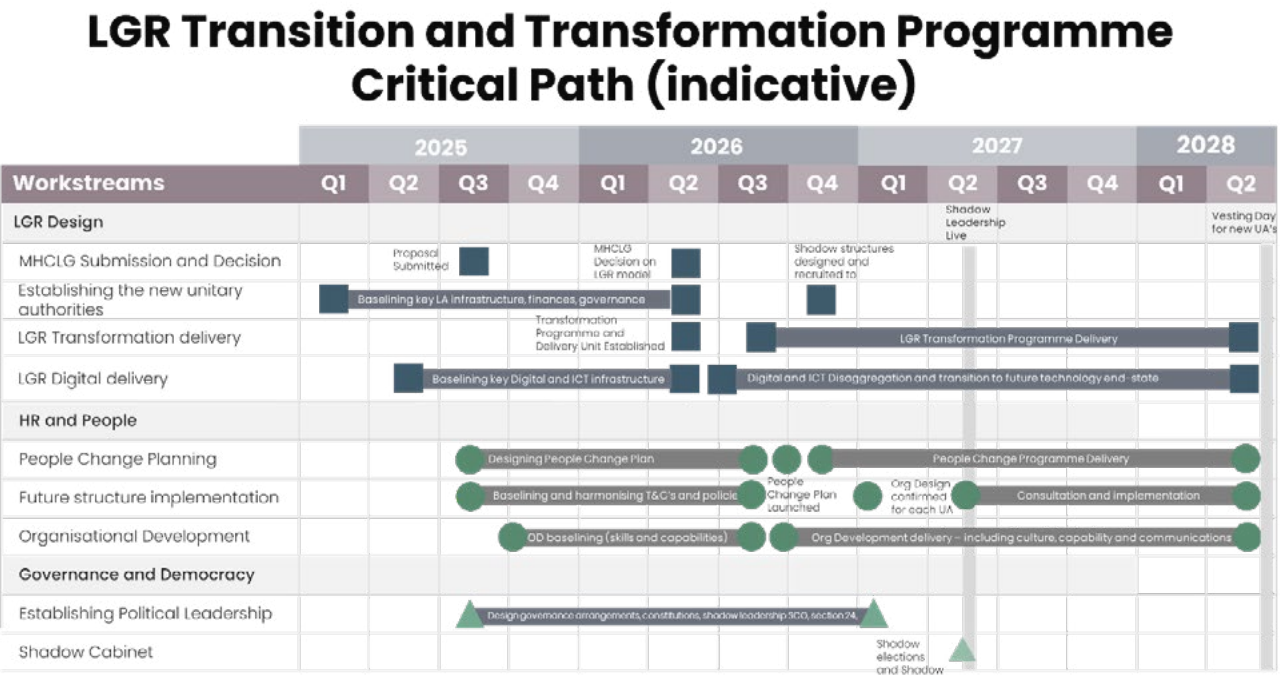 LGR Transition and Transformation Programme
Critical Path (indicative)
2025 2026 2027 2028
Workstreams Q1 Q2 Q3 Q4 Q1 Q2 Q3 Q4 Q1 Q2 Q3 Q4 Q1 Q2
LGR Design
Shadow
Leadership
Live
Vesting Day
for new UA's
MHCLG Submission and Decision
Proposal
Submitted
MHCLG
Decision on
LGR model
Shadow structures
designed and
recruited to
Establishing the new unitary
authorities
Baselining key LA infrastructure, finances, governance
LGR Transformation delivery
Transformation
Programme and
Delivery Unit Established
LGR Transformation Programme Delivery
LGR Digital delivery
Baselining key Digital and ICT infrastructure
Digital and ICT Disaggregation and transition to future technology end-state
HR and People
People Change Planning
Designing People Change Plan
People Change Programme Delivery
Future structure implementation
Baselining and harmonising T&C's and policie
People
Change Plan
Launched
Org Design
confirmed
for each UA
Consultation and implementation
Organisational Development
OD baselining (skills and capabilities)
Org Development delivery – including culture, capability and communications
Governance and Democracy
Establishing Political Leadership
Design governance arrangements, constitutions, shadow leadership SCO, section 24,
Shadow Cabinet
Shadow
elections
and Shadow